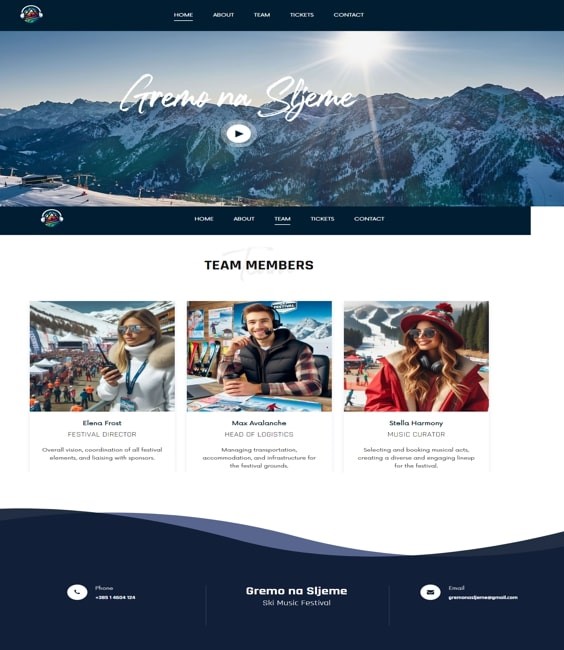 HOME ABOUT TEAM TICKETS CONTACT
Gremo na Sljeme
HOME ABOUT TEAM TICKETS CONTACT
TEAM MEMBERS
FESTIVAL
Elena Frost
FESTIVAL DIRECTOR
Overall vision, coordination of all festival
elements, and liaising with sponsors.
Max Avalanche
HEAD OF LOGISTICS
Managing transportation,
accommodation, and infrastructure for
the festival grounds.
Stella Harmony
MUSIC CURATOR
Selecting and booking musical acts,
creating a diverse and engaging lineup
for the festival.
Phone
+385 1 4604 124
Gremo na Sljeme
Ski Music Festival
Email
gremonasljeme@gmail.com